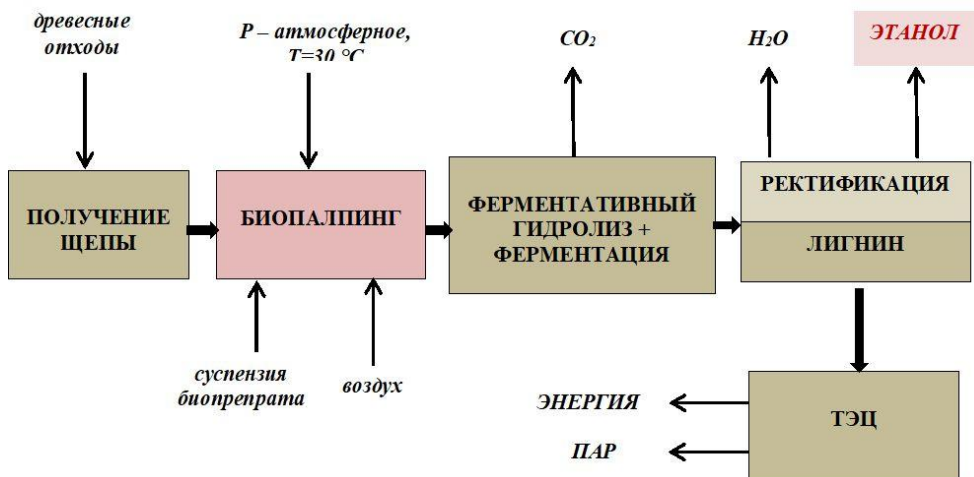 древесные
отходы
Р – атмосферное,
Т=30 °С
CO₂
H₂O
ЭТАНОЛ
ПОЛУЧЕНИЕ
ЩЕПЫ
БИОПАЛПИНГ
ФЕРМЕНТАТИВНЫЙ
ГИДРОЛИЗ +
ФЕРМЕНТАЦИЯ
РЕКТИФИКАЦИЯ
ЛИГНИН
суспензия
биопрепрата
воздух
ЭНЕРГИЯ
ПАР
ТЭЦ